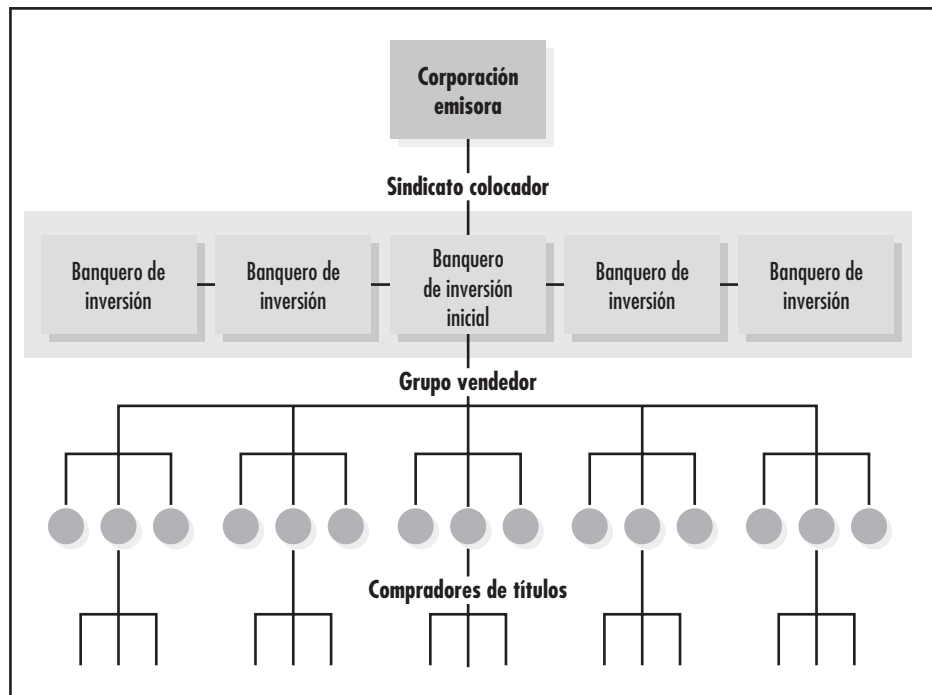 Corporación
emisora
Sindicato colocador
Banquero de
inversión
Banquero de
inversión
Banquero
de inversión
inicial
Banquero de
inversión
Banquero de
inversión
Grupo vendedor
Compradores de títulos